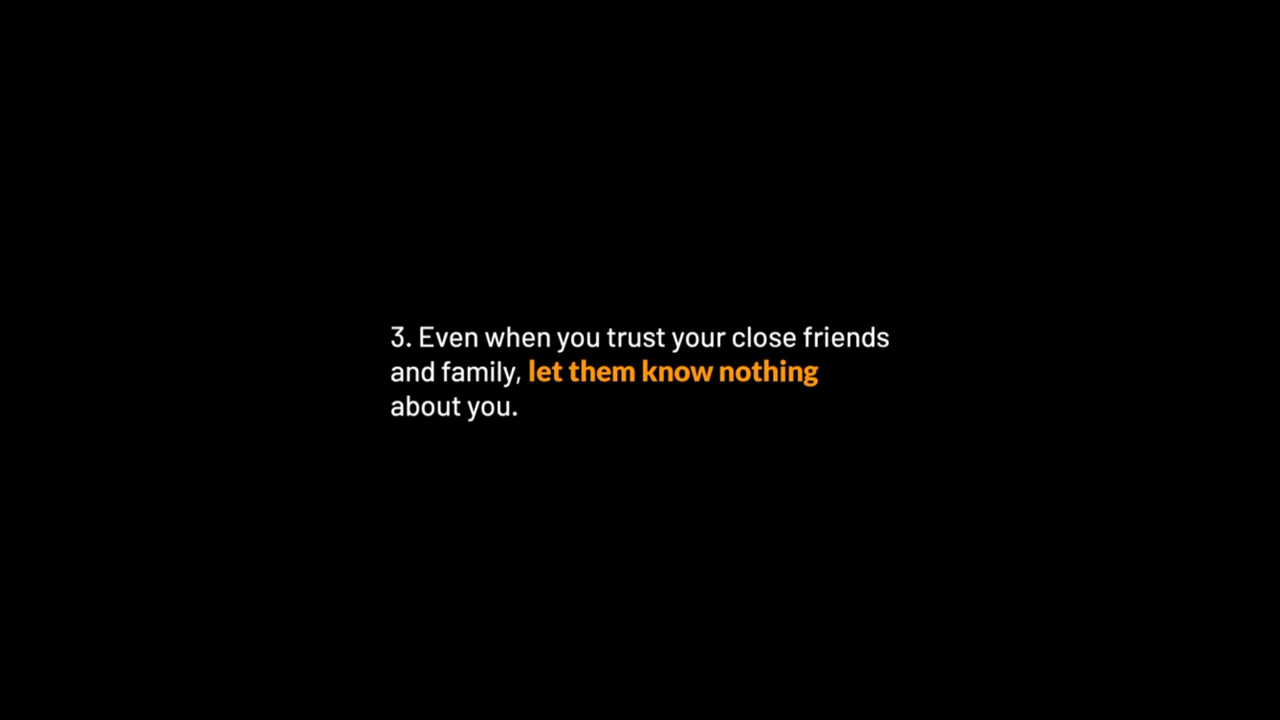 3. Even when you trust your close friends
and family, let them know nothing
about you.